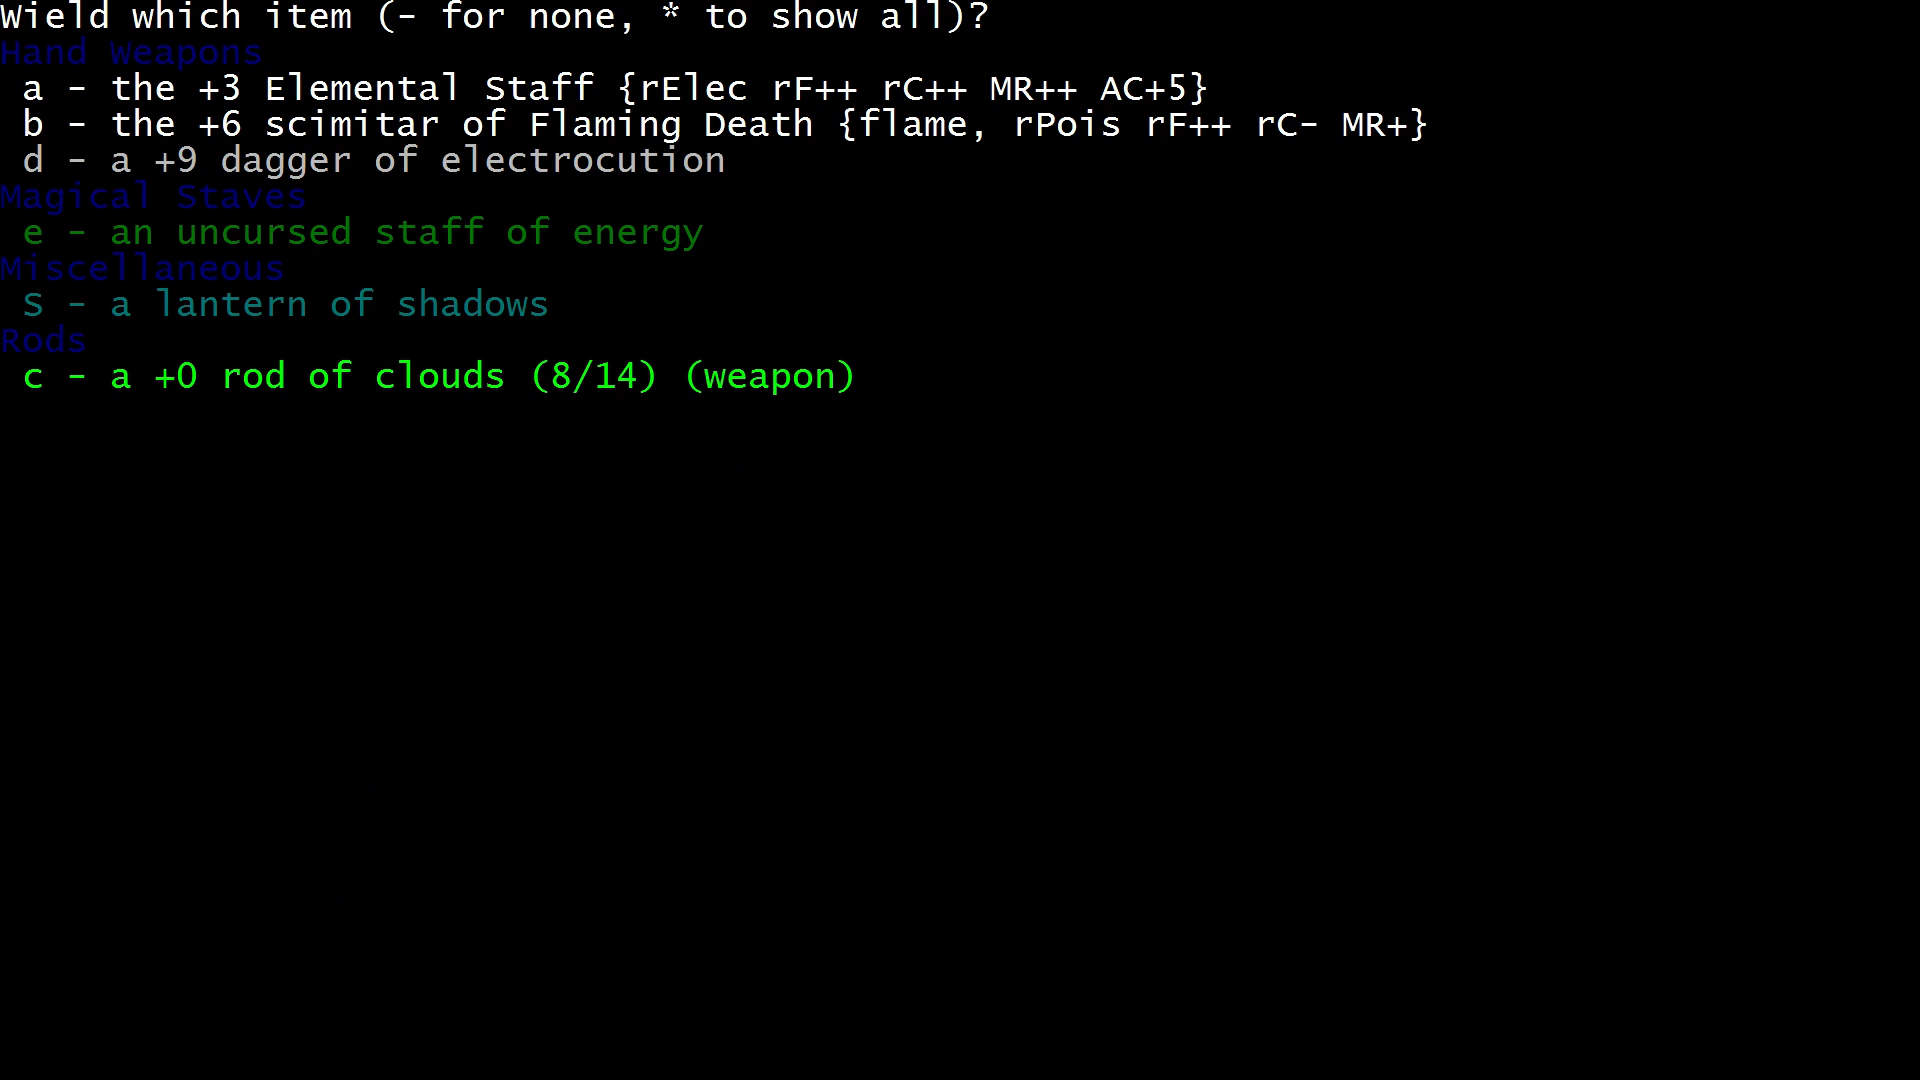 Wield which item (- for none, * to show all)?
Hand Weapons
a - the +3 Elemental Staff {rElec rF++ rC++ MR++ AC+5}
b - the +6 scimitar of Flaming Death {flame, rPois rF++ rC- MR+}
d - a +9 dagger of electrocution
Magical Staves
e - an uncursed staff of energy
Miscellaneous
S - a lantern of shadows
Rods
c - a +0 rod of clouds (8/14) (weapon)